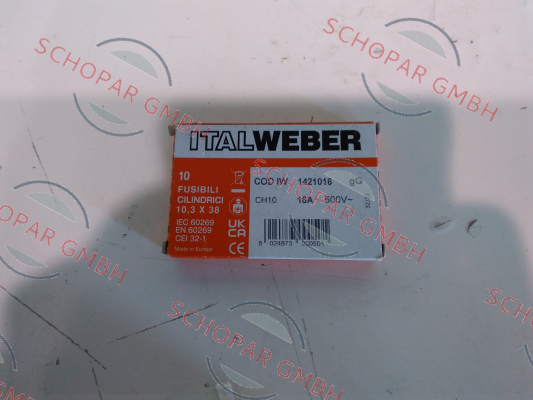 ITALWEBER
10
FUSIBILI
CILINDRICI
10,3 X 38
IEC 60269
EN 60269
CEI 32-1
Made in Europe
UK
CA
CE
COD IW 1421016 gG
CH10 16A 500V~
SCHOPAR GMBH
SCHOPAR GMBH
SCHOPAR GMBH
SCHOPAR GMBH
SCHOPAR GMBH
SCHOPAR GMBH